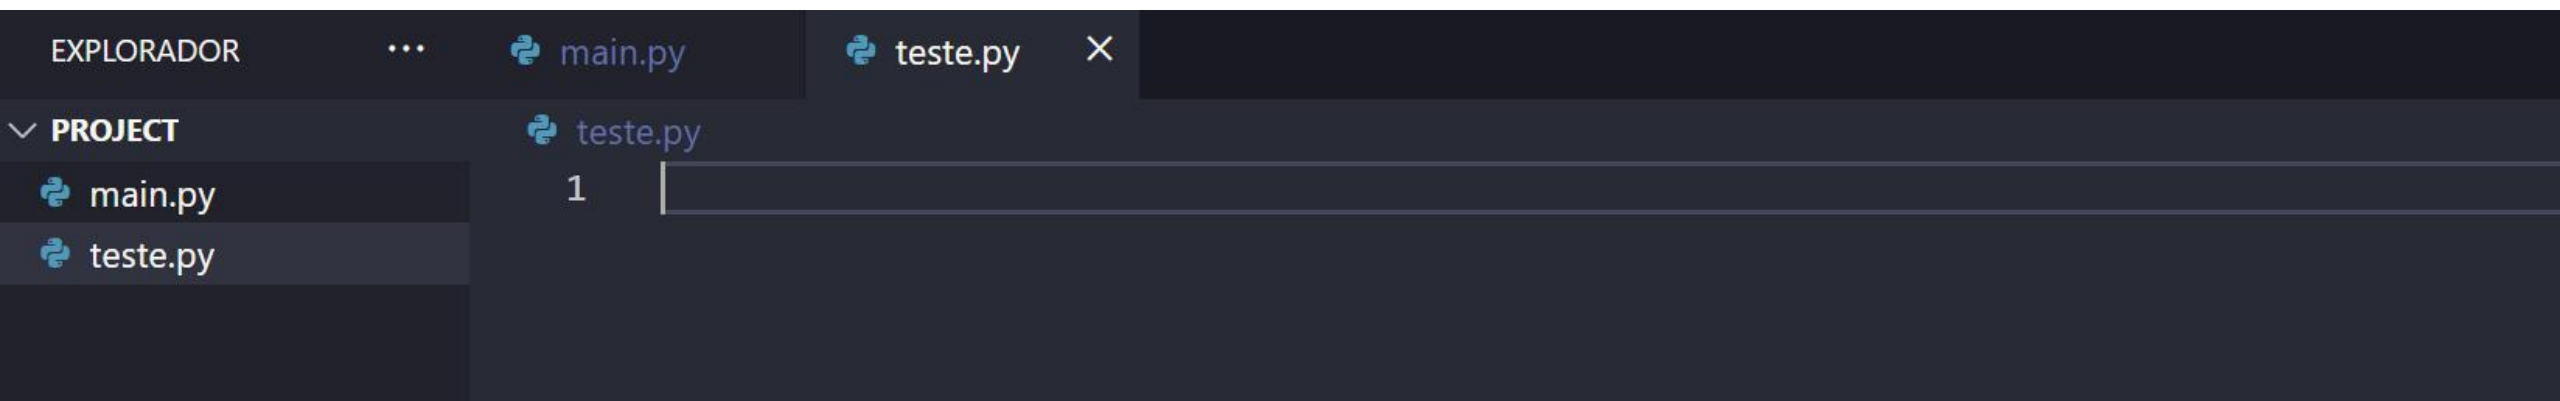 EXPLORADOR ··· main.py teste.py ×
PROJECT teste.py
main.py 1
teste.py